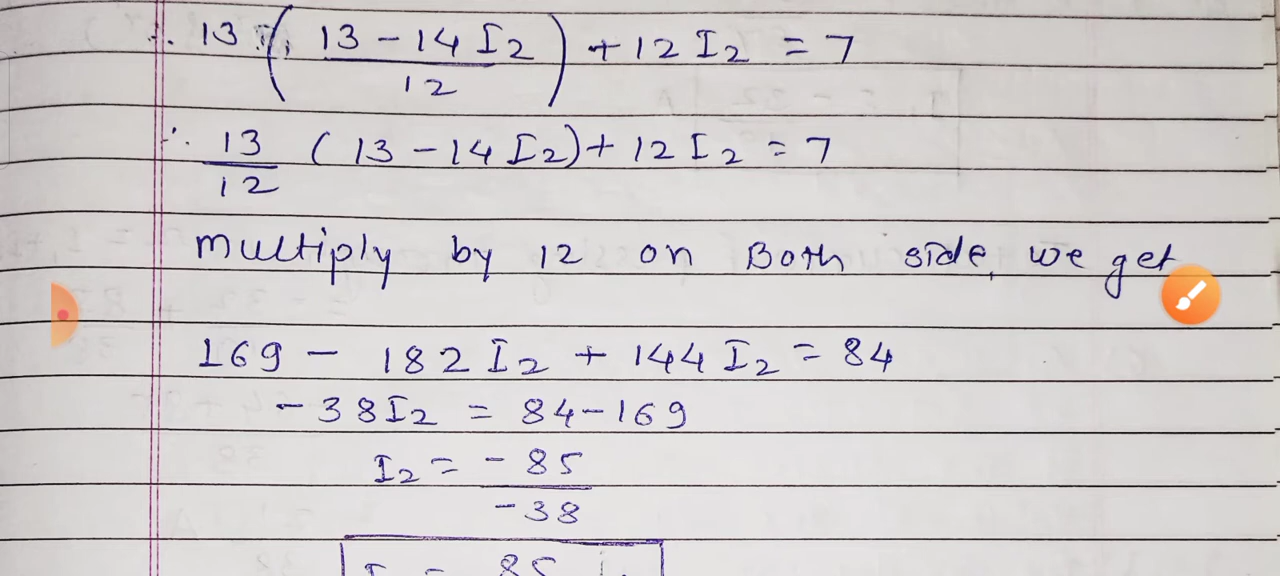 ∴ 13 ( 13 - 14 I2 / 12 ) + 12 I2 = 7
∴ 13/12 ( 13 - 14 I2 ) + 12 I2 = 7
multiply by 12 on Both side, we get
169 - 182 I2 + 144 I2 = 84
- 38 I2 = 84 - 169
I2 = - 85 / - 38